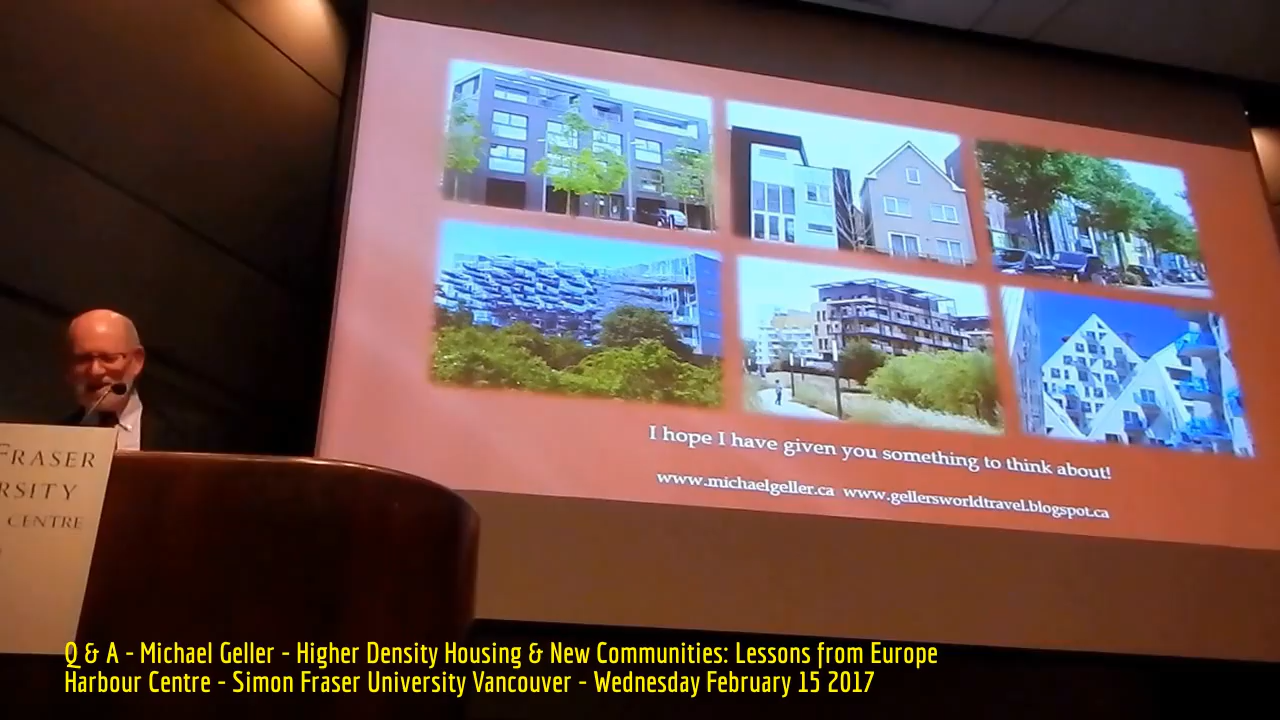 FRASER
RSITY
CENTRE
I hope I have given you something to think about!
www.michaelgeller.ca www.gellersworldtravel.blogspot.ca
Q & A - Michael Geller - Higher Density Housing & New Communities: Lessons from Europe
Harbour Centre - Simon Fraser University Vancouver - Wednesday February 15 2017